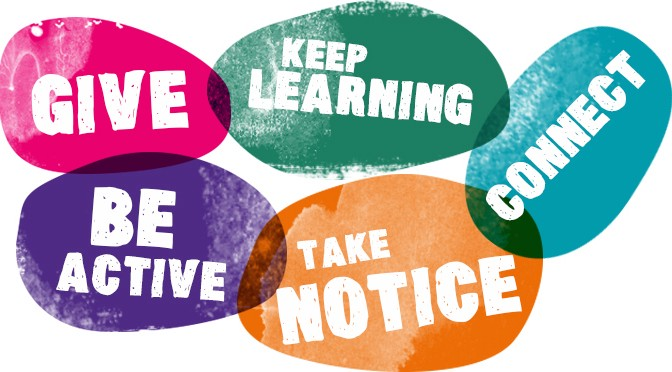 GIVE
KEEP
LEARNING
CONNECT
BE
ACTIVE
TAKE
NOTICE